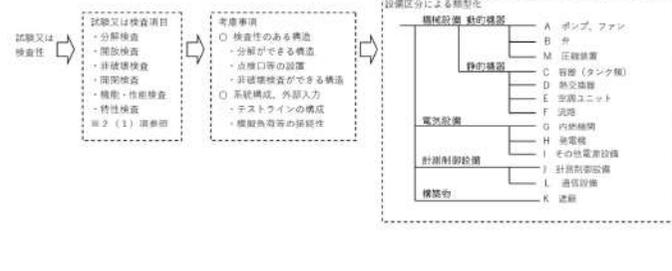 試験又は
検査性
試験又は検査項目
・分解検査
・開放検査
・非破壊検査
・開閉検査
・機能・性能検査
・特性検査
※2(1)項参照
考慮事項
○ 検査性のある構造
・分解ができる構造
・点検口等の設置
・非破壊検査ができる構造
○ 系統構成、外部入力
・テストラインの構成
・模擬負荷等の接続性
設備区分による類型化
機械設備 動的機器
A ポンプ、ファン
B 弁
M 圧縮装置
静的機器
C 容器(タンク類)
D 熱交換器
E 空調ユニット
F 流路
電気設備
G 内燃機関
H 発電機
I その他電源設備
計測制御設備
J 計測制御設備
L 通信設備
構築物
K 遮蔽